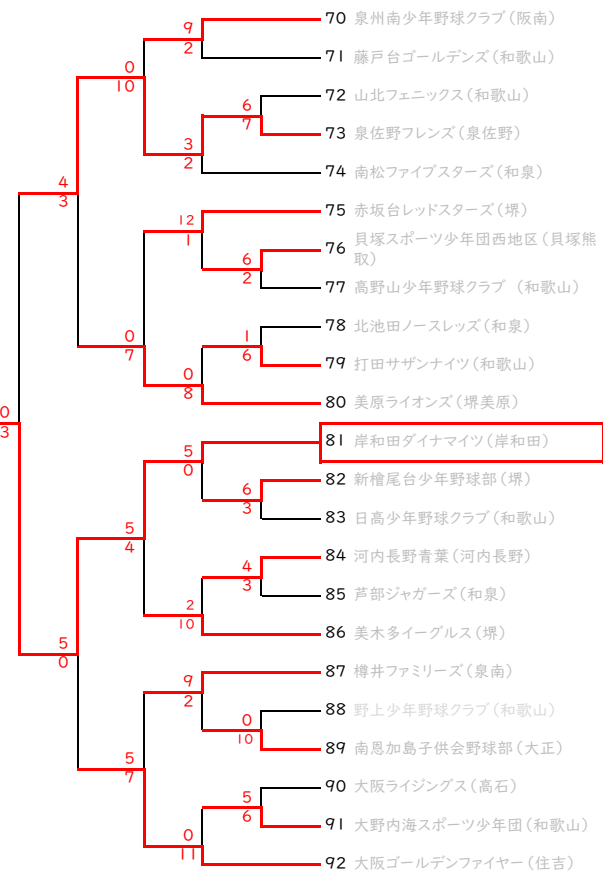 70 泉州南少年野球クラブ(阪南)
9
2
71 藤戸台ゴールデンズ(和歌山)
0
10
72 山北フェニックス(和歌山)
6
7
73 泉佐野フレンズ(泉佐野)
3
2
74 南松ファイブスターズ(和泉)
4
3
75 赤坂台レッドスターズ(堺)
12
1
76 貝塚スポーツ少年団西地区(貝塚熊
取)
6
2
77 高野山少年野球クラブ (和歌山)
78 北池田ノースレッズ(和泉)
0
7
1
6
79 打田サザンナイツ(和歌山)
0
8
80 美原ライオンズ(堺美原)
0
3
81 岸和田ダイナマイツ(岸和田)
5
0
82 新檜尾台少年野球部(堺)
6
3
83 日高少年野球クラブ(和歌山)
5
4
84 河内長野青葉(河内長野)
4
3
85 芦部ジャガーズ(和泉)
2
10
86 美木多イーグルス(堺)
5
0
87 樽井ファミリーズ(泉南)
9
2
88 野上少年野球クラブ(和歌山)
0
10
89 南恩加島子供会野球部(大正)
5
7
90 大阪ライジングス(高石)
5
6
91 大野内海スポーツ少年団(和歌山)
0
11
92 大阪ゴールデンファイヤー(住吉)